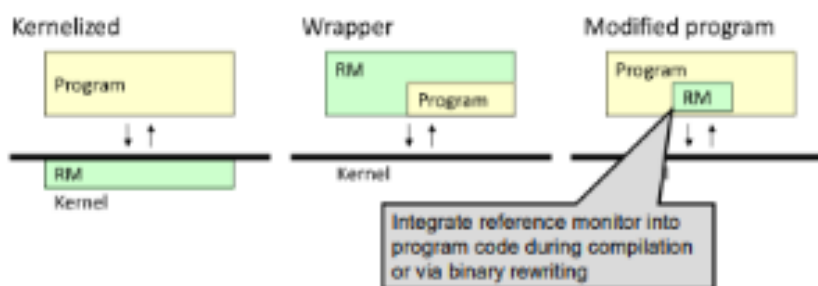 Kernelized
Wrapper
Modified program
Program
RM
Program
Program
RM
RM
Kernel
Kernel
Integrate reference monitor into
program code during compilation
or via binary rewriting